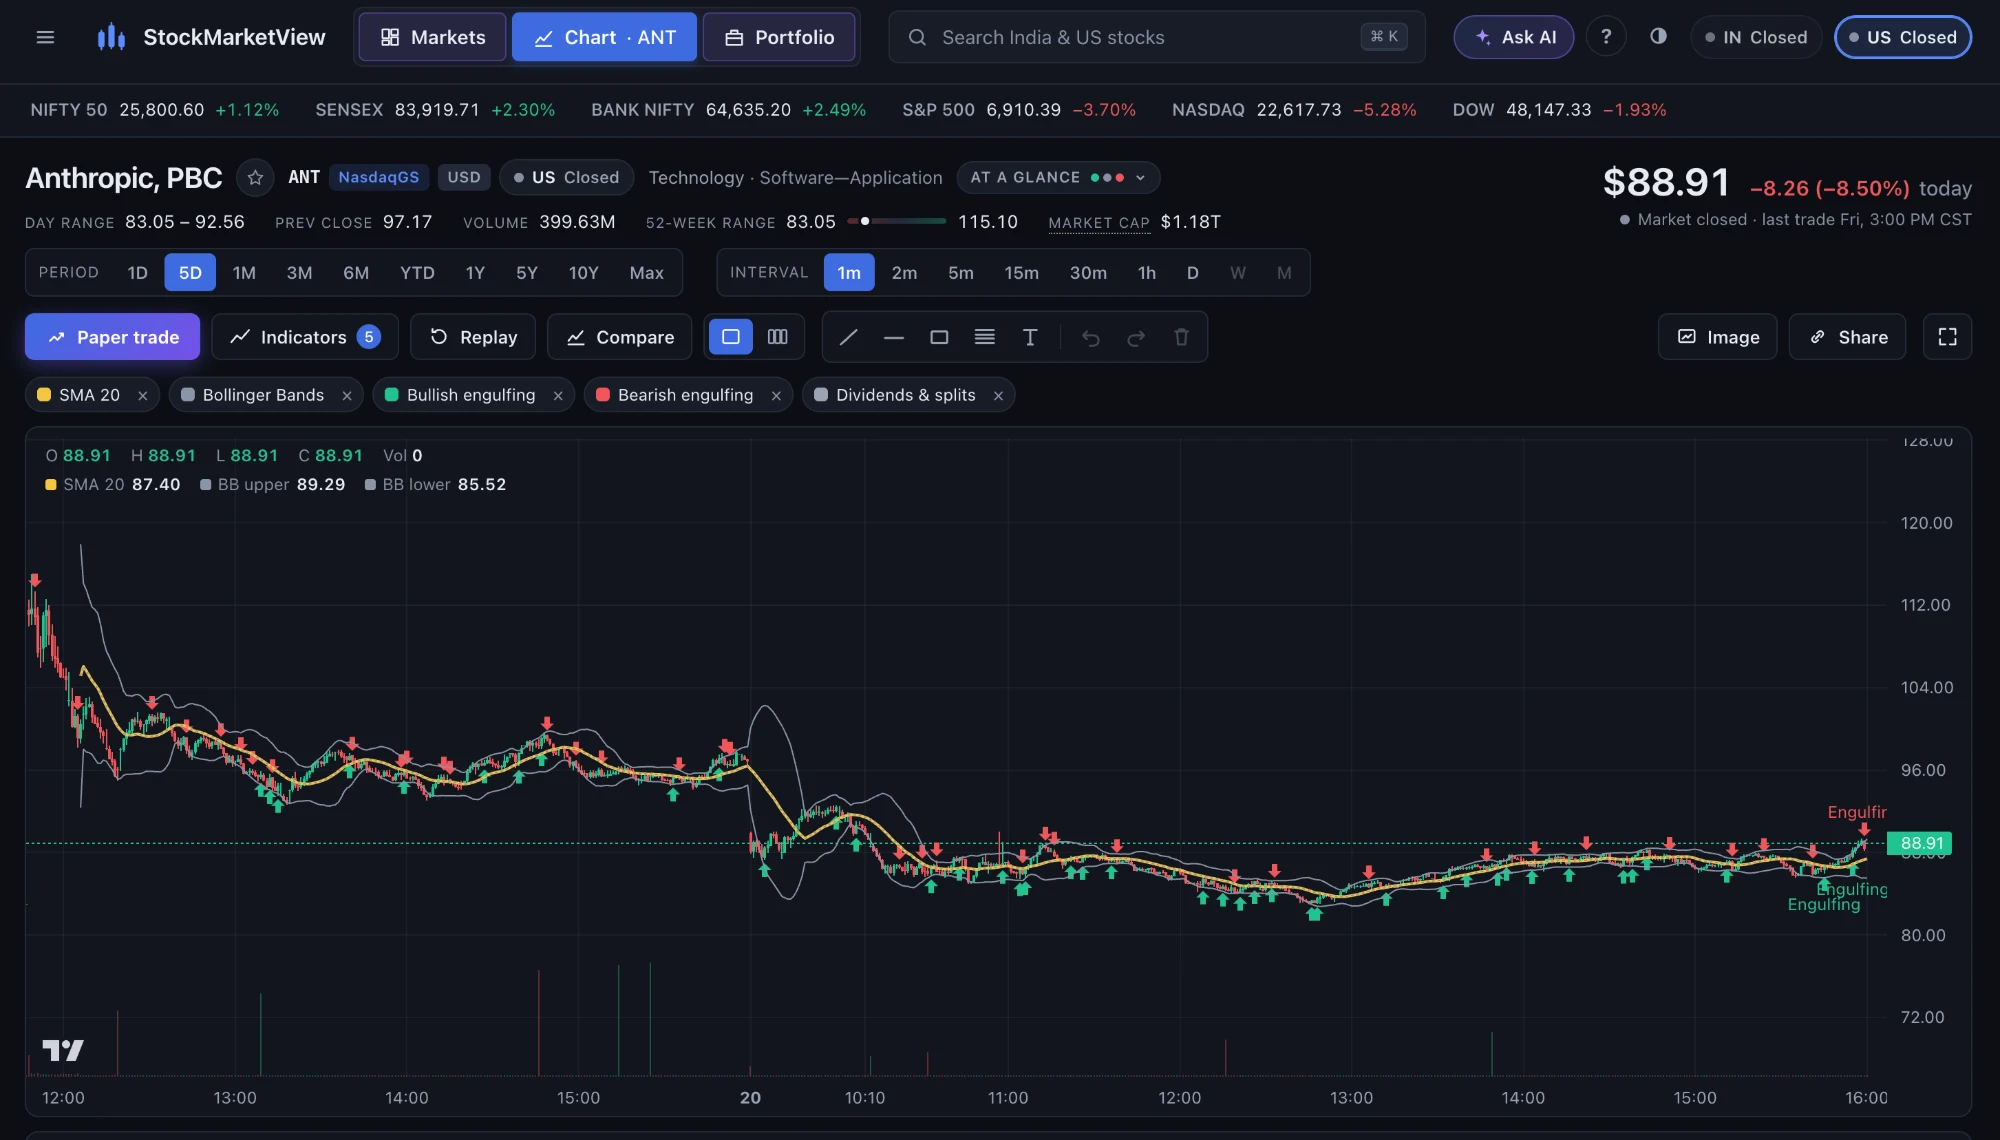 StockMarketView
Markets
Chart · ANT
Portfolio
Search India & US stocks
⌘ K
Ask AI
?
IN Closed
US Closed
NIFTY 50 25,800.60 +1.12%
SENSEX 83,919.71 +2.30%
BANK NIFTY 64,635.20 +2.49%
S&P 500 6,910.39 −3.70%
NASDAQ 22,617.73 −5.28%
DOW 48,147.33 −1.93%
Anthropic, PBC
ANT
NasdaqGS
USD
US Closed
Technology · Software—Application
AT A GLANCE
$88.91 −8.26 (−8.50%) today
DAY RANGE 83.05 – 92.56
PREV CLOSE 97.17
VOLUME 399.63M
52-WEEK RANGE 83.05 115.10
MARKET CAP $1.18T
Market closed · last trade Fri, 3:00 PM CST
PERIOD 1D 5D 1M 3M 6M YTD 1Y 5Y 10Y Max
INTERVAL 1m 2m 5m 15m 30m 1h D W M
Paper trade
Indicators 5
Replay
Compare
T
Image
Share
SMA 20 ×
Bollinger Bands ×
Bullish engulfing ×
Bearish engulfing ×
Dividends & splits ×
O 88.91 H 88.91 L 88.91 C 88.91 Vol 0
SMA 20 87.40 BB upper 89.29 BB lower 85.52
128.00
120.00
112.00
104.00
96.00
Engulfin
88.91
88.00
Engulfing
Engulfing
80.00
72.00
12:00 13:00 14:00 15:00 20 10:10 11:00 12:00 13:00 14:00 15:00 16:00